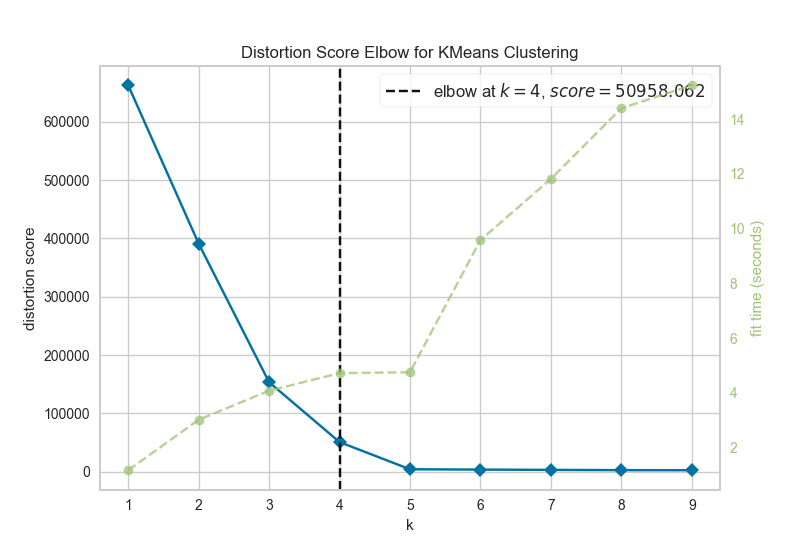 Distortion Score Elbow for KMeans Clustering
elbow at k = 4, score = 50958.062
distortion score
600000
500000
400000
300000
200000
100000
0
14
12
10
8
6
4
2
fit time (seconds)
1 2 3 4 5 6 7 8 9
k